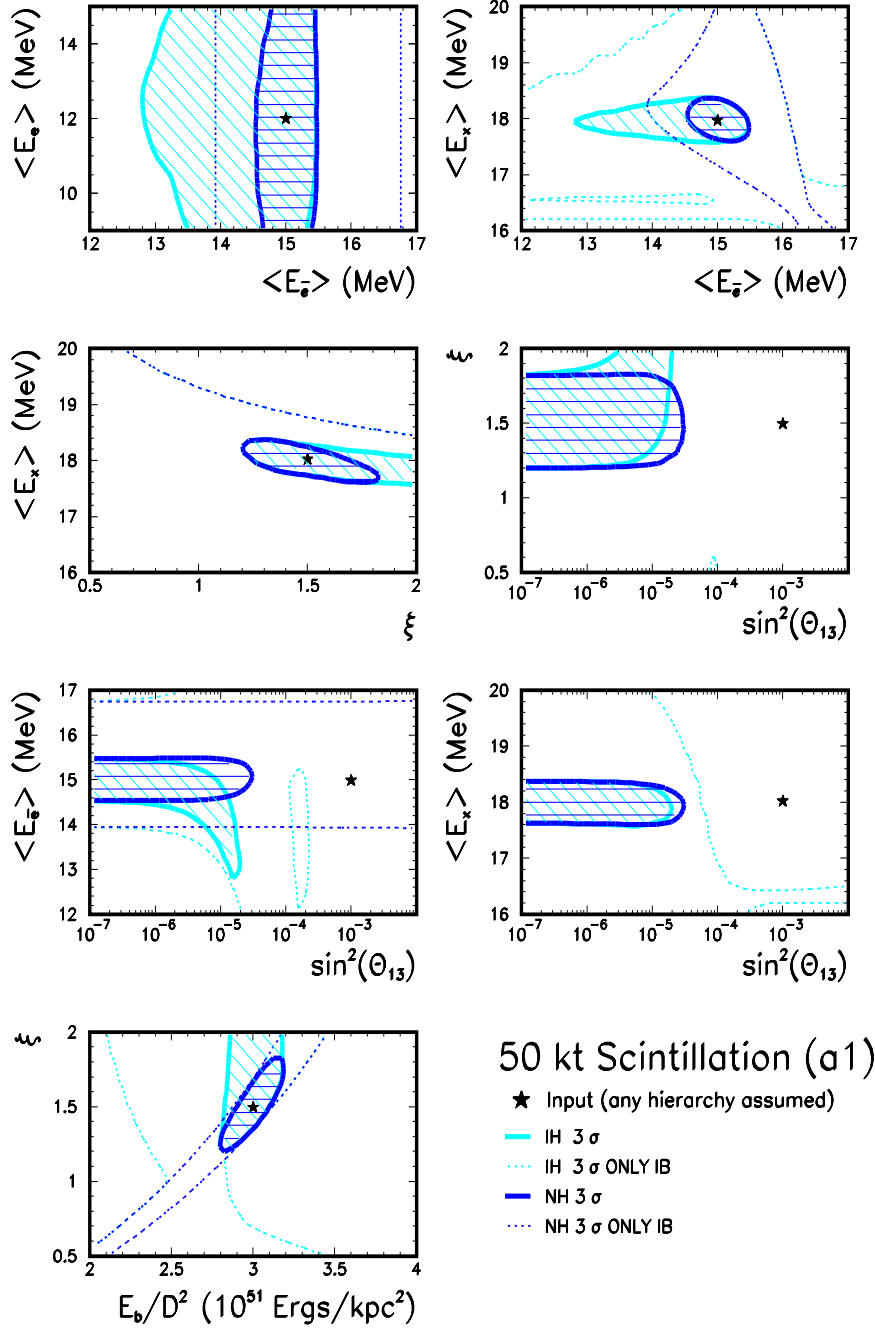 <E_e> (MeV)
14
12
10
12 13 14 15 16 17
<E_e̅> (MeV)
<E_x> (MeV)
20
19
18
17
16
12 13 14 15 16 17
<E_e̅> (MeV)
<E_x> (MeV)
20
19
18
17
16
0.5 1 1.5 2
ξ
ξ
2
1.5
1
0.5
10⁻⁷ 10⁻⁶ 10⁻⁵ 10⁻⁴ 10⁻³
sin²(Θ₁₃)
<E_e̅> (MeV)
17
16
15
14
13
12
10⁻⁷ 10⁻⁶ 10⁻⁵ 10⁻⁴ 10⁻³
sin²(Θ₁₃)
<E_x> (MeV)
20
19
18
17
16
10⁻⁷ 10⁻⁶ 10⁻⁵ 10⁻⁴ 10⁻³
sin²(Θ₁₃)
ξ
2
1.5
1
0.5
2 2.5 3 3.5 4
E_b/D² (10⁵¹ Ergs/kpc²)
50 kt Scintillation (a1)
Input (any hierarchy assumed)
IH 3 σ
IH 3 σ ONLY IB
NH 3 σ
NH 3 σ ONLY IB